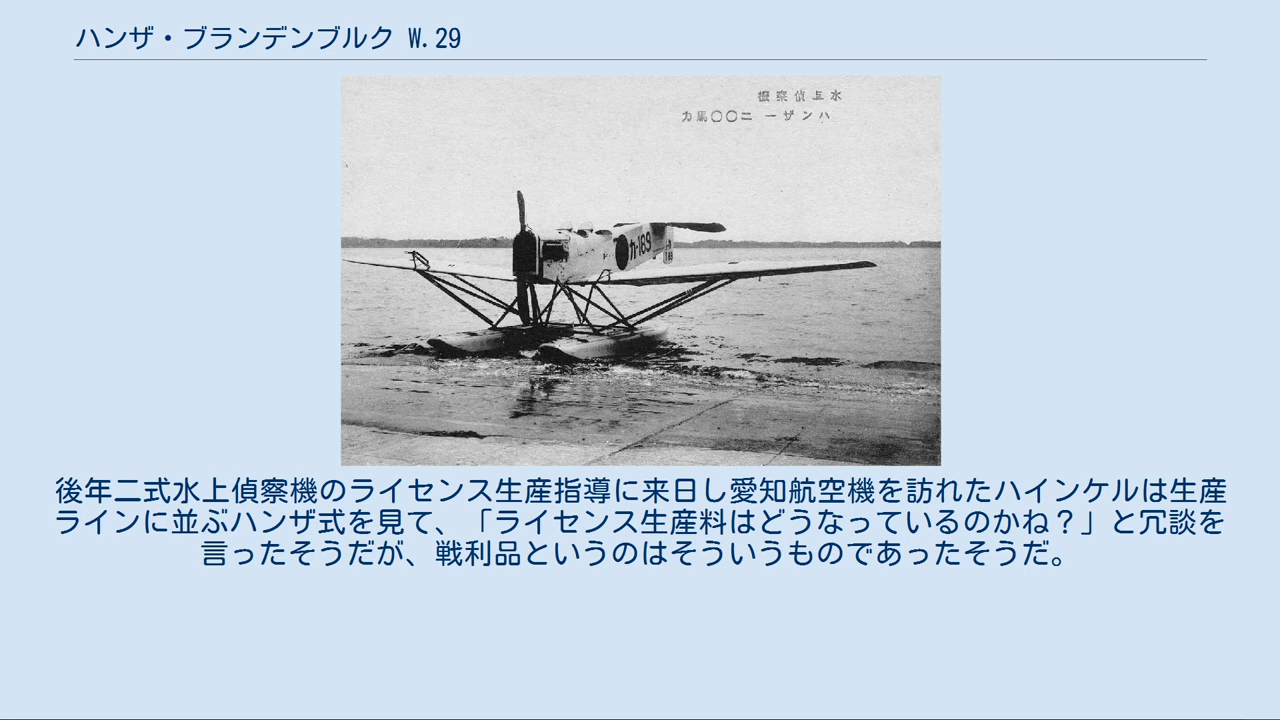 ハンザ・ブランデンブルク W.29
機察偵上水
力馬〇〇二 一ザンハ
カ-189
189
後年二式水上偵察機のライセンス生産指導に来日し愛知航空機を訪れたハインケルは生産
ラインに並ぶハンザ式を見て、「ライセンス生産料はどうなっているのかね？」と冗談を
言ったそうだが、戦利品というのはそういうものであったそうだ。